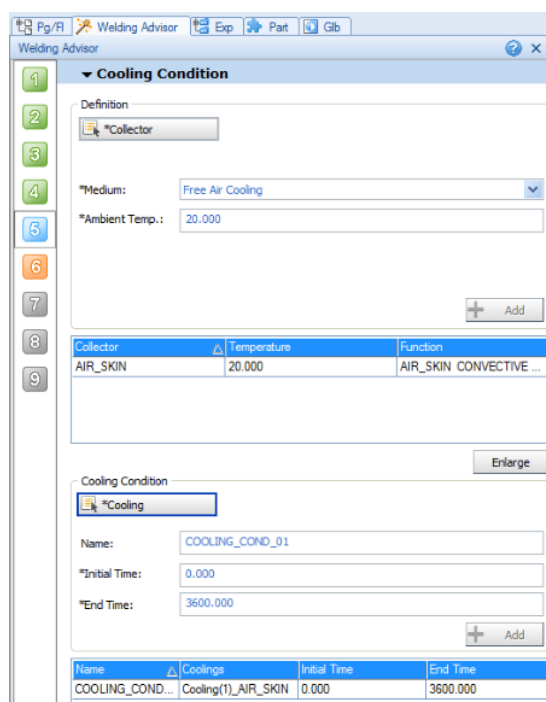 Pg/Fl Welding Advisor Exp Part Glb
Welding Advisor
1
Cooling Condition
Definition
2
*Collector
3
4
*Medium: Free Air Cooling
*Ambient Temp.: 20.000
5
6
7
Add
8
Collector Temperature Function
AIR_SKIN 20.000 AIR_SKIN CONVECTIVE ...
9
Enlarge
Cooling Condition
*Cooling
Name: COOLING_COND_01
*Initial Time: 0.000
*End Time: 3600.000
Add
Name Coolings Initial Time End Time
COOLING_COND... Cooling(1)_AIR_SKIN 0.000 3600.000